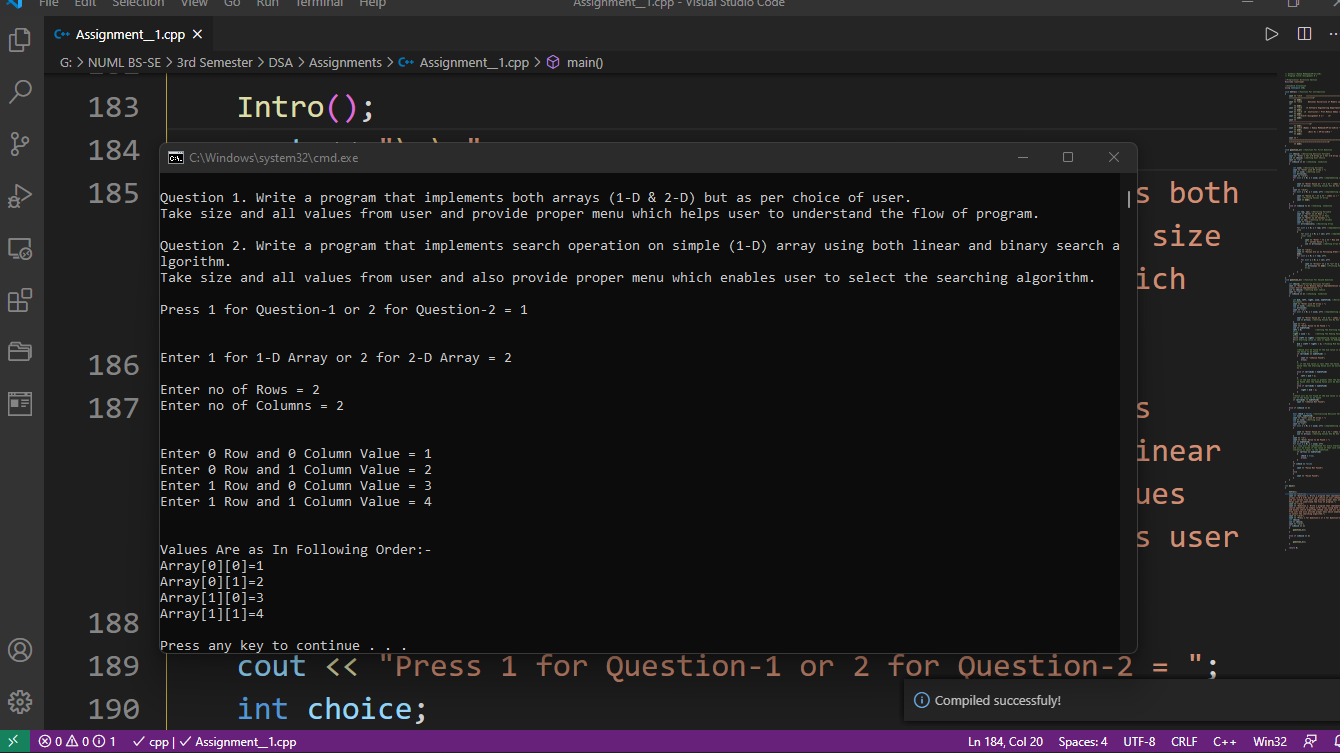 File Edit Selection View Go Run Terminal Help Assignment__1.cpp - Visual Studio Code
Assignment__1.cpp
G: > NUML BS-SE > 3rd Semester > DSA > Assignments > Assignment__1.cpp > main()
183 Intro();
184
185
s both
size
ich
186
187
s
inear
ues
s user
188
189 cout << "Press 1 for Question-1 or 2 for Question-2 = ";
190 int choice;
C:\Windows\system32\cmd.exe
Question 1. Write a program that implements both arrays (1-D & 2-D) but as per choice of user.
Take size and all values from user and provide proper menu which helps user to understand the flow of program.
Question 2. Write a program that implements search operation on simple (1-D) array using both linear and binary search a
lgorithm.
Take size and all values from user and also provide proper menu which enables user to select the searching algorithm.
Press 1 for Question-1 or 2 for Question-2 = 1
Enter 1 for 1-D Array or 2 for 2-D Array = 2
Enter no of Rows = 2
Enter no of Columns = 2
Enter 0 Row and 0 Column Value = 1
Enter 0 Row and 1 Column Value = 2
Enter 1 Row and 0 Column Value = 3
Enter 1 Row and 1 Column Value = 4
Values Are as In Following Order:-
Array[0][0]=1
Array[0][1]=2
Array[1][0]=3
Array[1][1]=4
Press any key to continue . . .
Compiled successfuly!
0 0 1 cpp | Assignment__1.cpp Ln 184, Col 20 Spaces: 4 UTF-8 CRLF C++ Win32